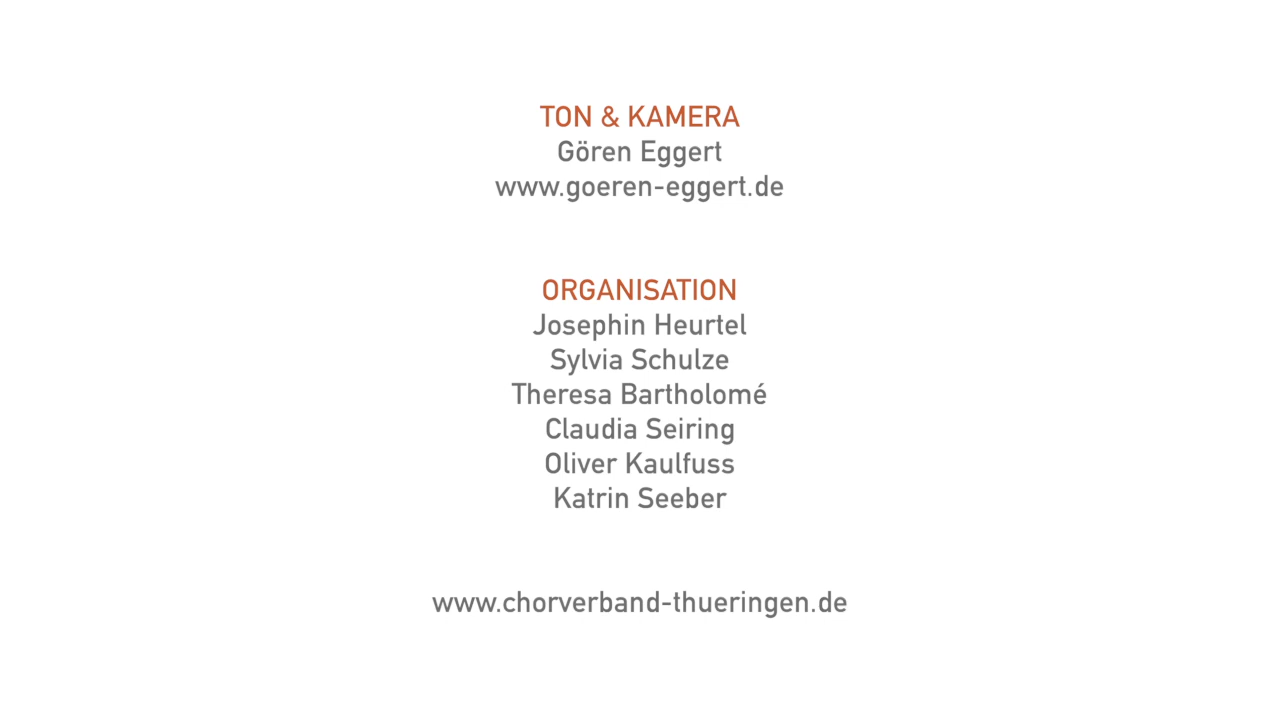 TON & KAMERA
Gören Eggert
www.goeren-eggert.de
ORGANISATION
Josephin Heurtel
Sylvia Schulze
Theresa Bartholomé
Claudia Seiring
Oliver Kaulfuss
Katrin Seeber
www.chorverband-thueringen.de